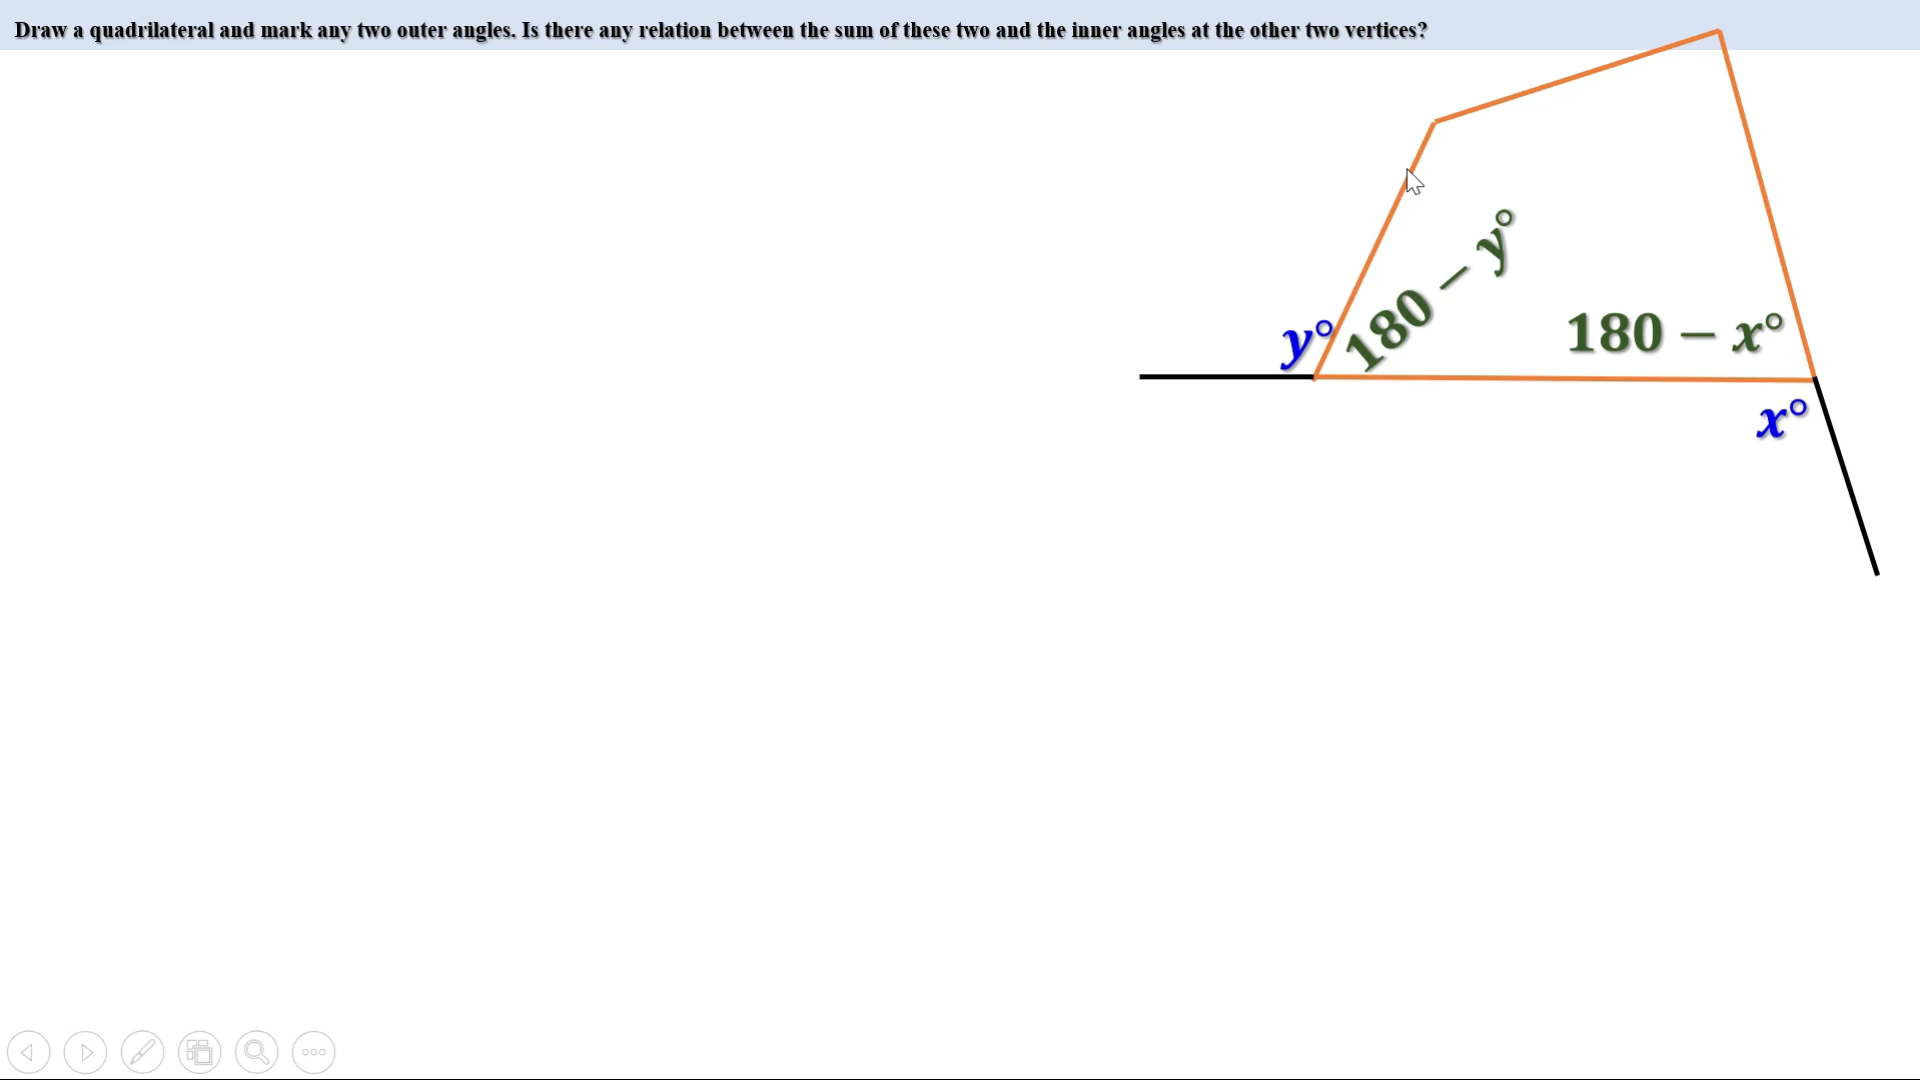 Draw a quadrilateral and mark any two outer angles. Is there any relation between the sum of these two and the inner angles at the other two vertices?
180 − y°
y°
180 − x°
x°